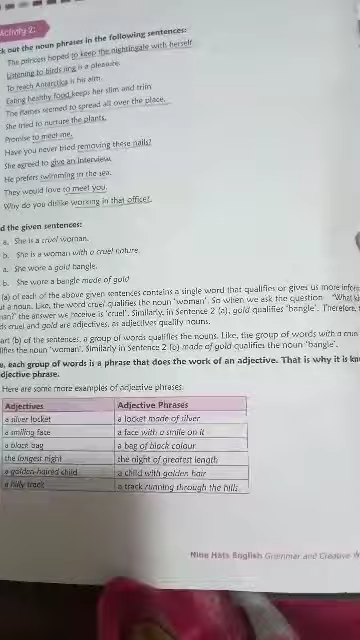 Activity 2:
ck out the noun phrases in the following sentences:
The princess hoped to keep the nightingale with herself.
Listening to birds sing is a pleasure.
To reach Antarctica is his aim.
Eating healthy food keeps her slim and trim.
The flames seemed to spread all over the place.
She tried to nurture the plants.
Promise to meet me.
Have you never tried removing these nails?
She agreed to give an interview.
He prefers swimming in the sea.
They would love to meet you.
Why do you dislike working in that office?
d the given sentences:
a. She is a cruel woman.
b. She is a woman with a cruel nature.
a. She wore a gold bangle.
b. She wore a bangle made of gold
(a) of each of the above given sentences contains a single word that qualifies or gives us more
ut a noun. Like, the word cruel qualifies the noun 'woman'. So when we ask the question "What
man?' the answer we receive is 'cruel'. Similarly, in Sentence 2 (a), gold qualifies 'bangle'. Therefore,
ds cruel and gold are adjectives, as adjectives qualify nouns.
art (b) of the sentences, a group of words qualifies the nouns. Like, the group of words with a
lifies the noun 'woman'. Similarly in Sentence 2 (b) made of gold qualifies the noun 'bangle'.
e, each group of words is a phrase that does the work of an adjective. That is why it is
djective phrase.
Here are some more examples of adjective phrases:
Adjectives Adjective Phrases
a silver locket a locket made of silver
a smiling face a face with a smile on it
a black bag a bag of black colour
the longest night the night of greatest length
a golden-haired child a child with golden hair
a hilly track a track running through the hills
Nine Hats English Grammar and Creative